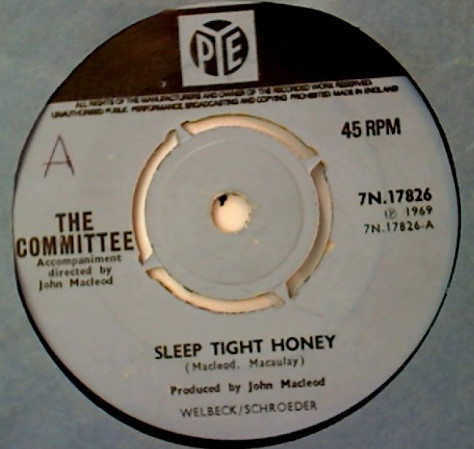 PYE
ALL RIGHTS OF THE MANUFACTURER AND OWNER OF THE RECORDED WORK RESERVED
UNAUTHORISED PUBLIC PERFORMANCE BROADCASTING AND COPYING PROHIBITED MADE IN ENGLAND
45 RPM
A
7N.17826
Ⓟ 1969
7N.17826-A
THE
COMMITTEE
Accompaniment
directed by
John Macleod
SLEEP TIGHT HONEY
(Macleod, Macaulay)
Produced by John Macleod
WELBECK/SCHROEDER